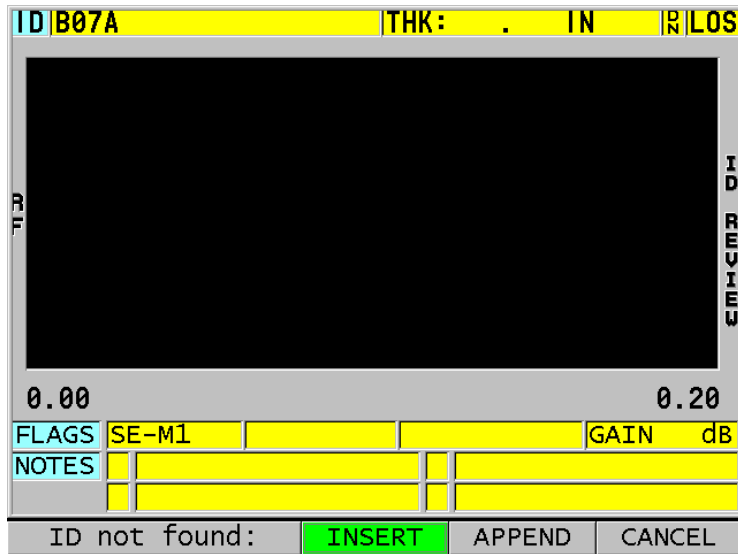 ID B07A THK: . IN DN LOS
RF
ID REVIEW
0.00 0.20
FLAGS SE-M1 GAIN dB
NOTES
ID not found: INSERT APPEND CANCEL